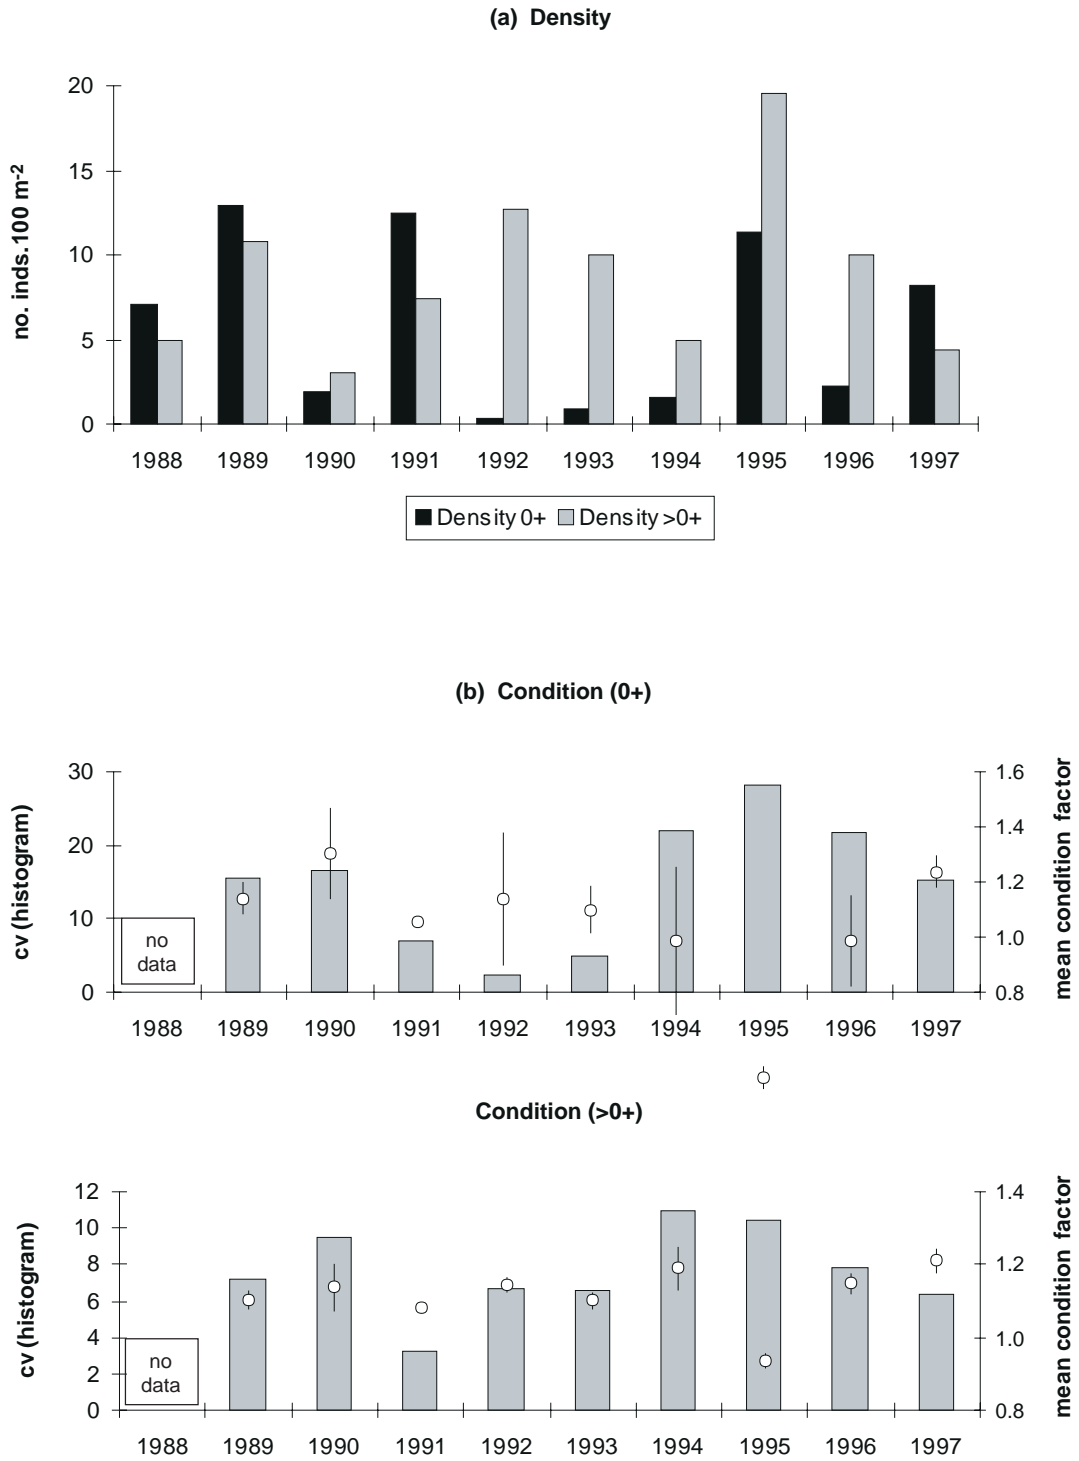 (a) Density
no. inds.100 m-2
20
15
10
5
0
1988 1989 1990 1991 1992 1993 1994 1995 1996 1997
Density 0+ Density >0+
(b) Condition (0+)
cv (histogram)
30
20
10
0
no
data
1.6
1.4
1.2
1.0
0.8
mean condition factor
1988 1989 1990 1991 1992 1993 1994 1995 1996 1997
Condition (>0+)
cv (histogram)
12
10
8
6
4
2
0
no
data
1.4
1.2
1.0
0.8
mean condition factor
1988 1989 1990 1991 1992 1993 1994 1995 1996 1997